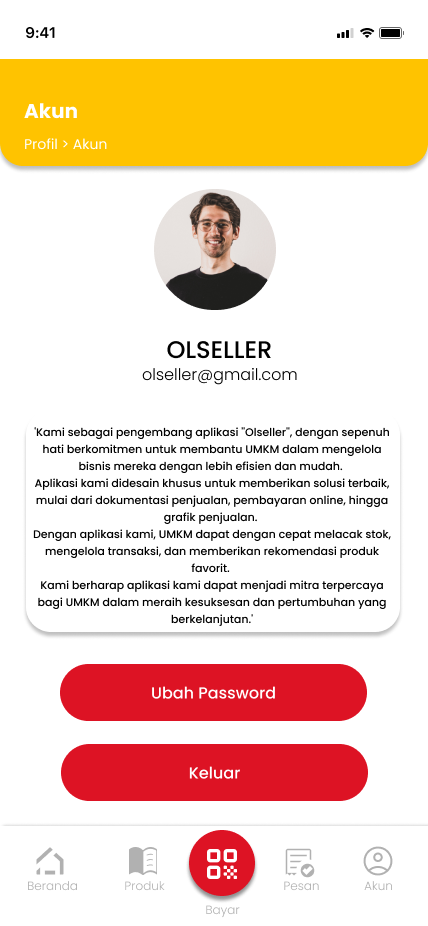 9:41
Akun
Profil > Akun
OLSELLER
olseller@gmail.com
'Kami sebagai pengembang aplikasi "Olseller", dengan sepenuh
hati berkomitmen untuk membantu UMKM dalam mengelola
bisnis mereka dengan lebih efisien dan mudah.
Aplikasi kami didesain khusus untuk memberikan solusi terbaik,
mulai dari dokumentasi penjualan, pembayaran online, hingga
grafik penjualan.
Dengan aplikasi kami, UMKM dapat dengan cepat melacak stok,
mengelola transaksi, dan memberikan rekomendasi produk
favorit.
Kami berharap aplikasi kami dapat menjadi mitra terpercaya
bagi UMKM dalam meraih kesuksesan dan pertumbuhan yang
berkelanjutan.'
Ubah Password
Keluar
Beranda
Produk
Bayar
Pesan
Akun